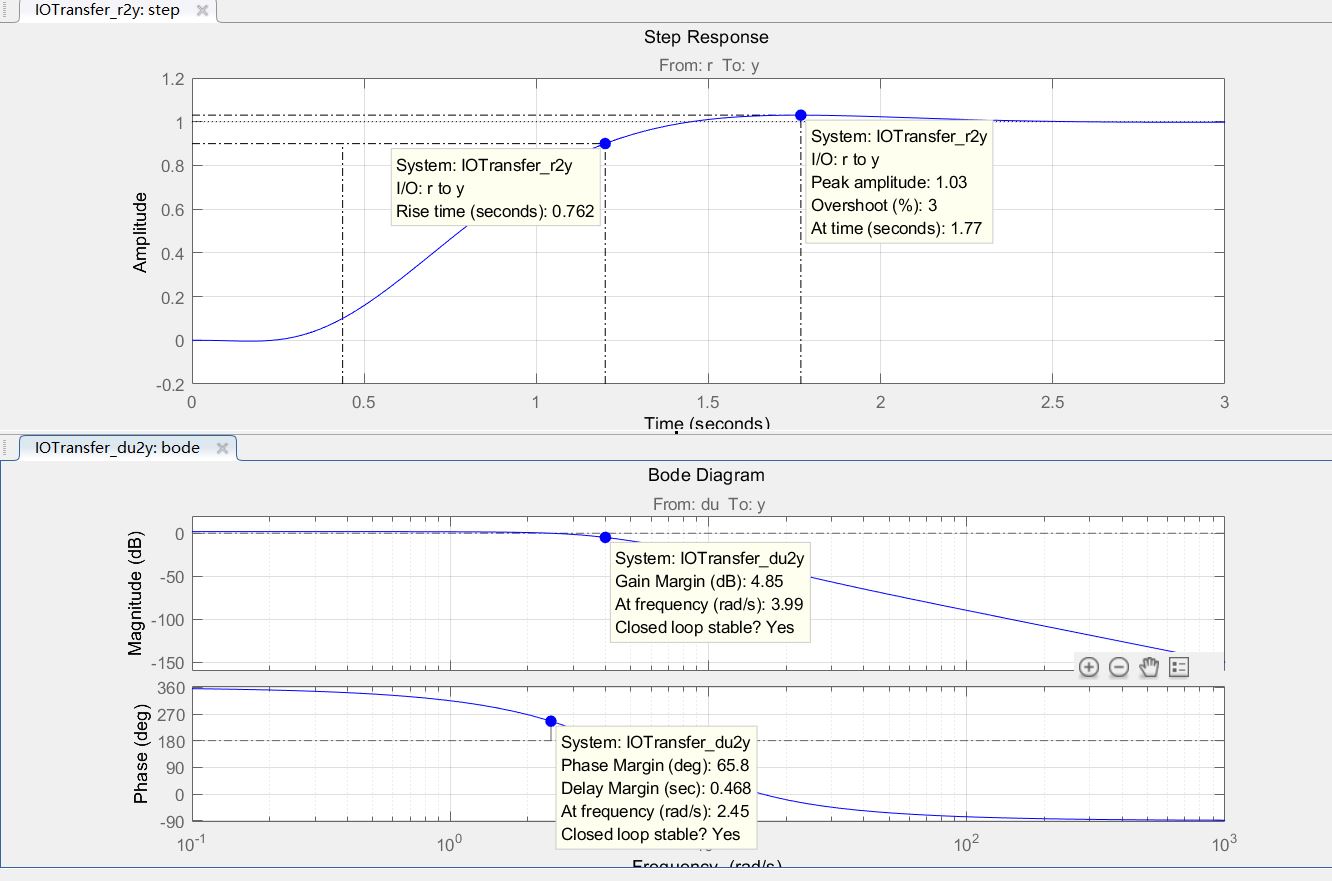 IOTransfer_r2y: step
Step Response
From: r To: y
Amplitude
1.2
1
0.8
0.6
0.4
0.2
0
-0.2
System: IOTransfer_r2y
I/O: r to y
Rise time (seconds): 0.762
System: IOTransfer_r2y
I/O: r to y
Peak amplitude: 1.03
Overshoot (%): 3
At time (seconds): 1.77
0 0.5 1 1.5 2 2.5 3
Time (seconds)
IOTransfer_du2y: bode
Bode Diagram
From: du To: y
Magnitude (dB)
0
-50
-100
-150
System: IOTransfer_du2y
Gain Margin (dB): 4.85
At frequency (rad/s): 3.99
Closed loop stable? Yes
Phase (deg)
360
270
180
90
0
-90
System: IOTransfer_du2y
Phase Margin (deg): 65.8
Delay Margin (sec): 0.468
At frequency (rad/s): 2.45
Closed loop stable? Yes
10^-1 10^0 10^2 10^3
Frequency (rad/s)